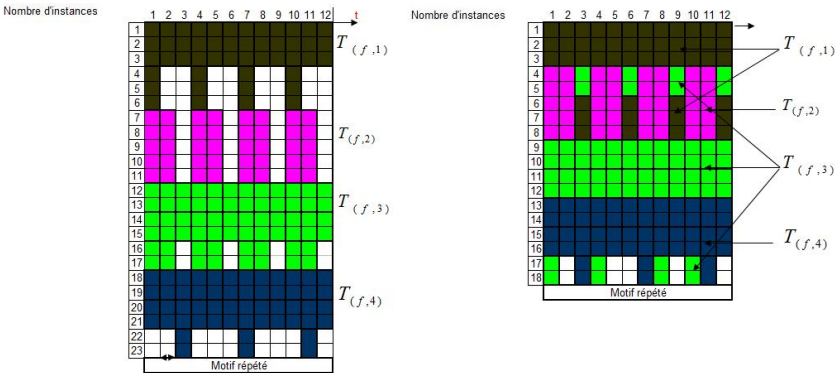 Nombre d'instances
1 2 3 4 5 6 7 8 9 10 11 12 t
1
2
3
4
5
6
7
8
9
10
11
12
13
14
15
16
17
18
19
20
21
22
23
T (f,1)
T (f,2)
T (f,3)
T (f,4)
Motif répété
Nombre d'instances
1 2 3 4 5 6 7 8 9 10 11 12
1
2
3
4
5
6
7
8
9
10
11
12
13
14
15
16
17
18
T (f,1)
T (f,2)
T (f,3)
T (f,4)
Motif répété